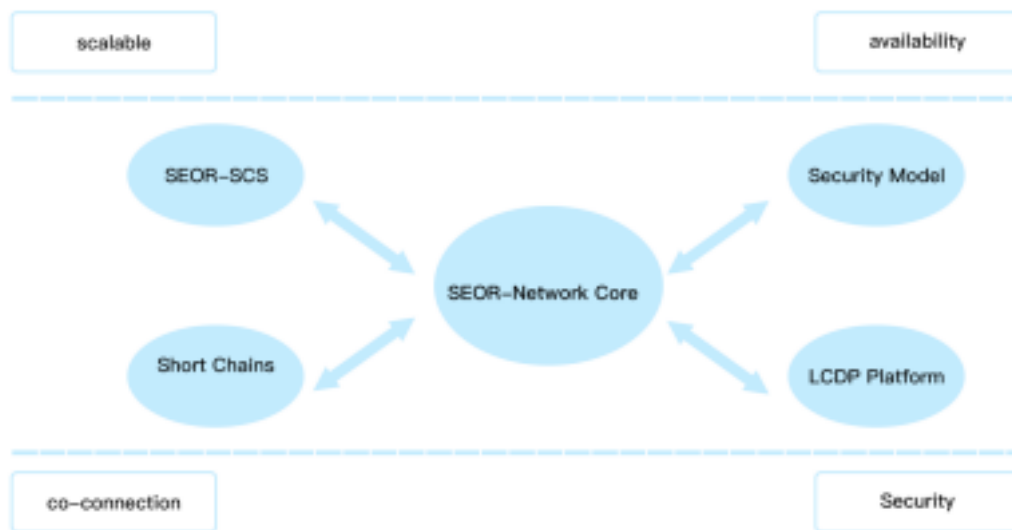 scalable
availability
SEOR-SCS
Security Model
SEOR-Network Core
Short Chains
LCDP Platform
co-connection
Security